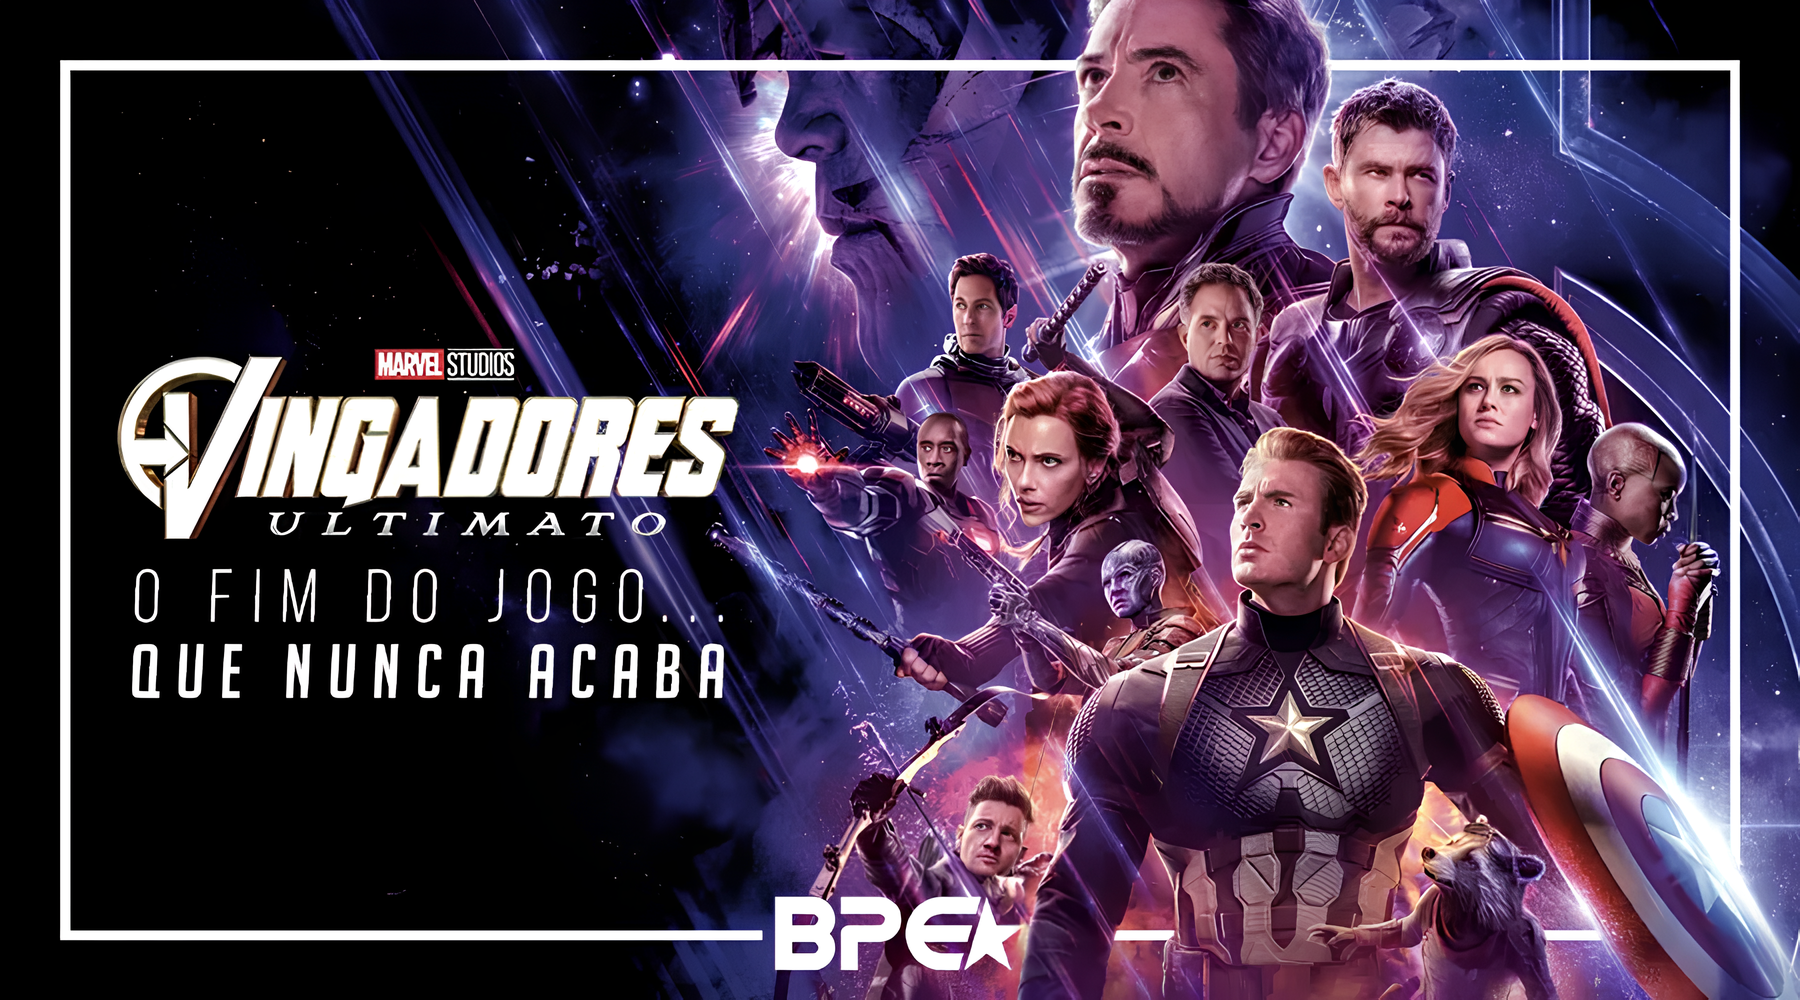 MARVEL STUDIOS
VINGADORES
ULTIMATO
O FIM DO JOGO...
QUE NUNCA ACABA
BPE